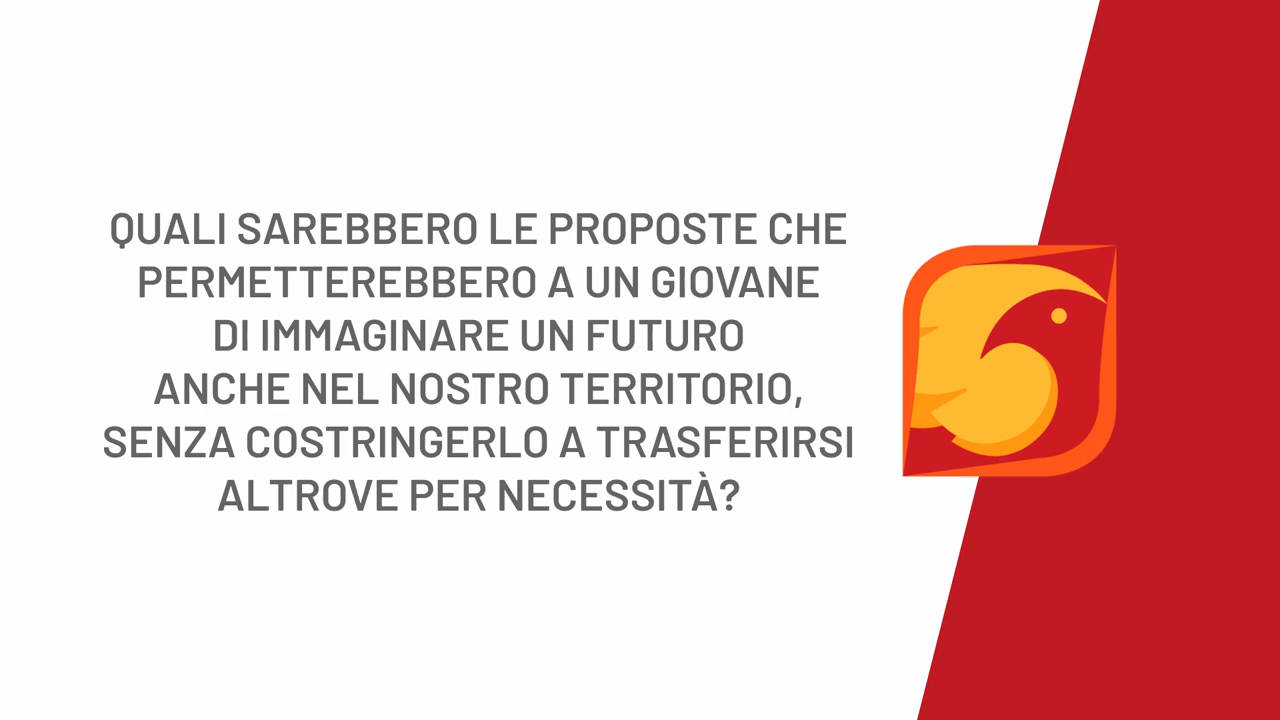 QUALI SAREBBERO LE PROPOSTE CHE
PERMETTEREBBERO A UN GIOVANE
DI IMMAGINARE UN FUTURO
ANCHE NEL NOSTRO TERRITORIO,
SENZA COSTRINGERLO A TRASFERIRSI
ALTROVE PER NECESSITÀ?